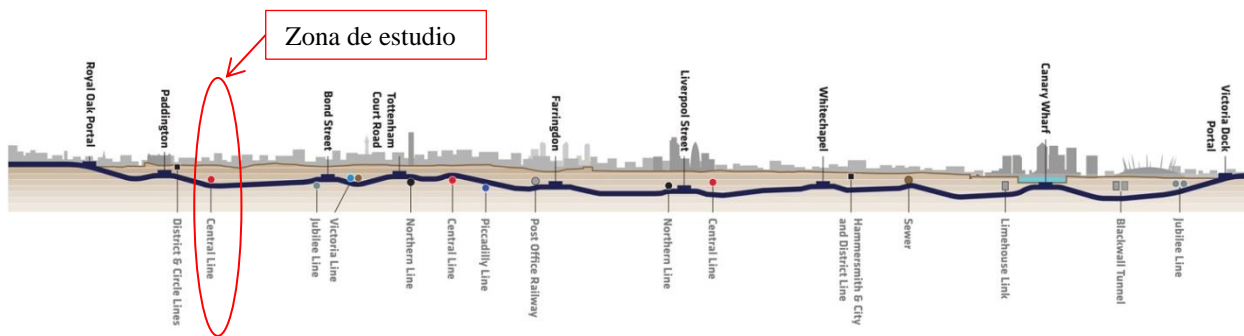 Zona de estudio
Royal Oak Portal
Paddington
Bond Street
Tottenham
Court Road
Farringdon
Liverpool Street
Whitechapel
Canary Wharf
Victoria Dock
Portal
District & Circle Lines
Central Line
Jubilee Line
Victoria Line
Northern Line
Central Line
Piccadilly Line
Post Office Railway
Northern Line
Central Line
Hammersmith & City
and District Line
Sewer
Limehouse Link
Blackwall Tunnel
Jubilee Line